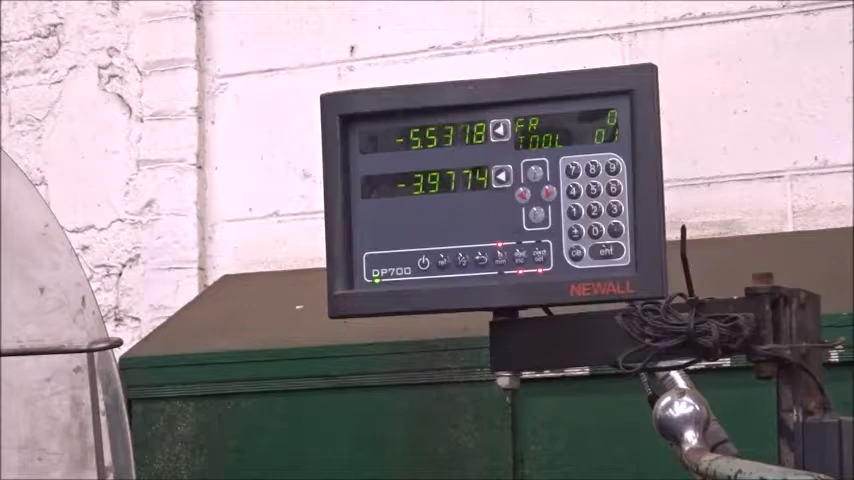 -5.5318 FR 0
TOOL 01
-3.9774
7 8 9
4 5 6
1 2 3
0
ce ent
DP700
NEWALL